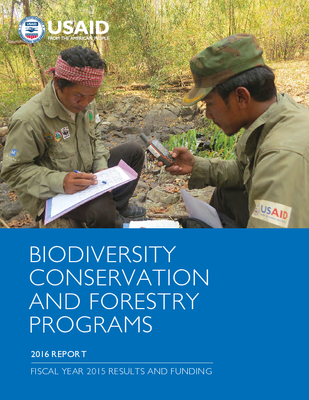 USAID
FROM THE AMERICAN PEOPLE
USAID
BIODIVERSITY
CONSERVATION
AND FORESTRY
PROGRAMS
2016 REPORT
FISCAL YEAR 2015 RESULTS AND FUNDING